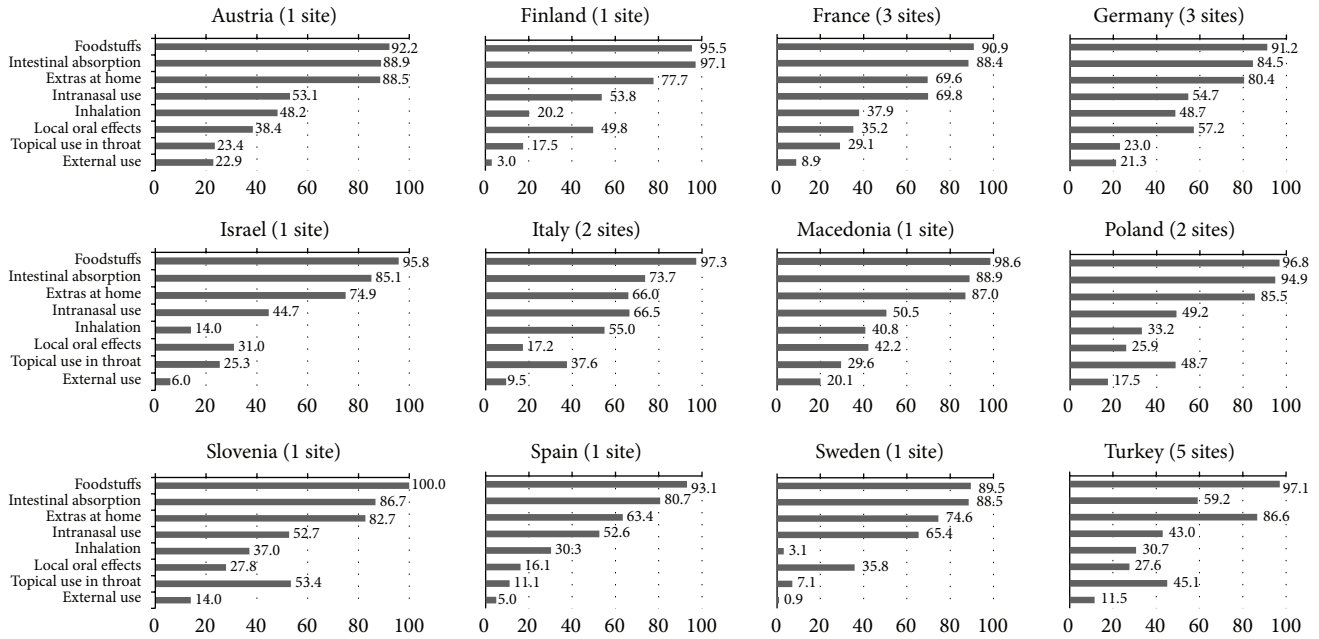 Austria (1 site)
Foodstuffs 92.2
Intestinal absorption 88.9
Extras at home 88.5
Intranasal use 53.1
Inhalation 48.2
Local oral effects 38.4
Topical use in throat 23.4
External use 22.9
0 20 40 60 80 100
Finland (1 site)
95.5
97.1
77.7
53.8
20.2
49.8
17.5
3.0
0 20 40 60 80 100
France (3 sites)
90.9
88.4
69.6
69.8
37.9
35.2
29.1
8.9
0 20 40 60 80 100
Germany (3 sites)
91.2
84.5
80.4
54.7
48.7
57.2
23.0
21.3
0 20 40 60 80 100
Israel (1 site)
Foodstuffs 95.8
Intestinal absorption 85.1
Extras at home 74.9
Intranasal use 44.7
Inhalation 14.0
Local oral effects 31.0
Topical use in throat 25.3
External use 6.0
0 20 40 60 80 100
Italy (2 sites)
97.3
73.7
66.0
66.5
55.0
17.2
37.6
9.5
0 20 40 60 80 100
Macedonia (1 site)
98.6
88.9
87.0
50.5
40.8
42.2
29.6
20.1
0 20 40 60 80 100
Poland (2 sites)
96.8
94.9
85.5
49.2
33.2
25.9
48.7
17.5
0 20 40 60 80 100
Slovenia (1 site)
Foodstuffs 100.0
Intestinal absorption 86.7
Extras at home 82.7
Intranasal use 52.7
Inhalation 37.0
Local oral effects 27.8
Topical use in throat 53.4
External use 14.0
0 20 40 60 80 100
Spain (1 site)
93.1
80.7
63.4
52.6
30.3
16.1
11.1
5.0
0 20 40 60 80 100
Sweden (1 site)
89.5
88.5
74.6
65.4
3.1
35.8
7.1
0.9
0 20 40 60 80 100
Turkey (5 sites)
97.1
59.2
86.6
43.0
30.7
27.6
45.1
11.5
0 20 40 60 80 100